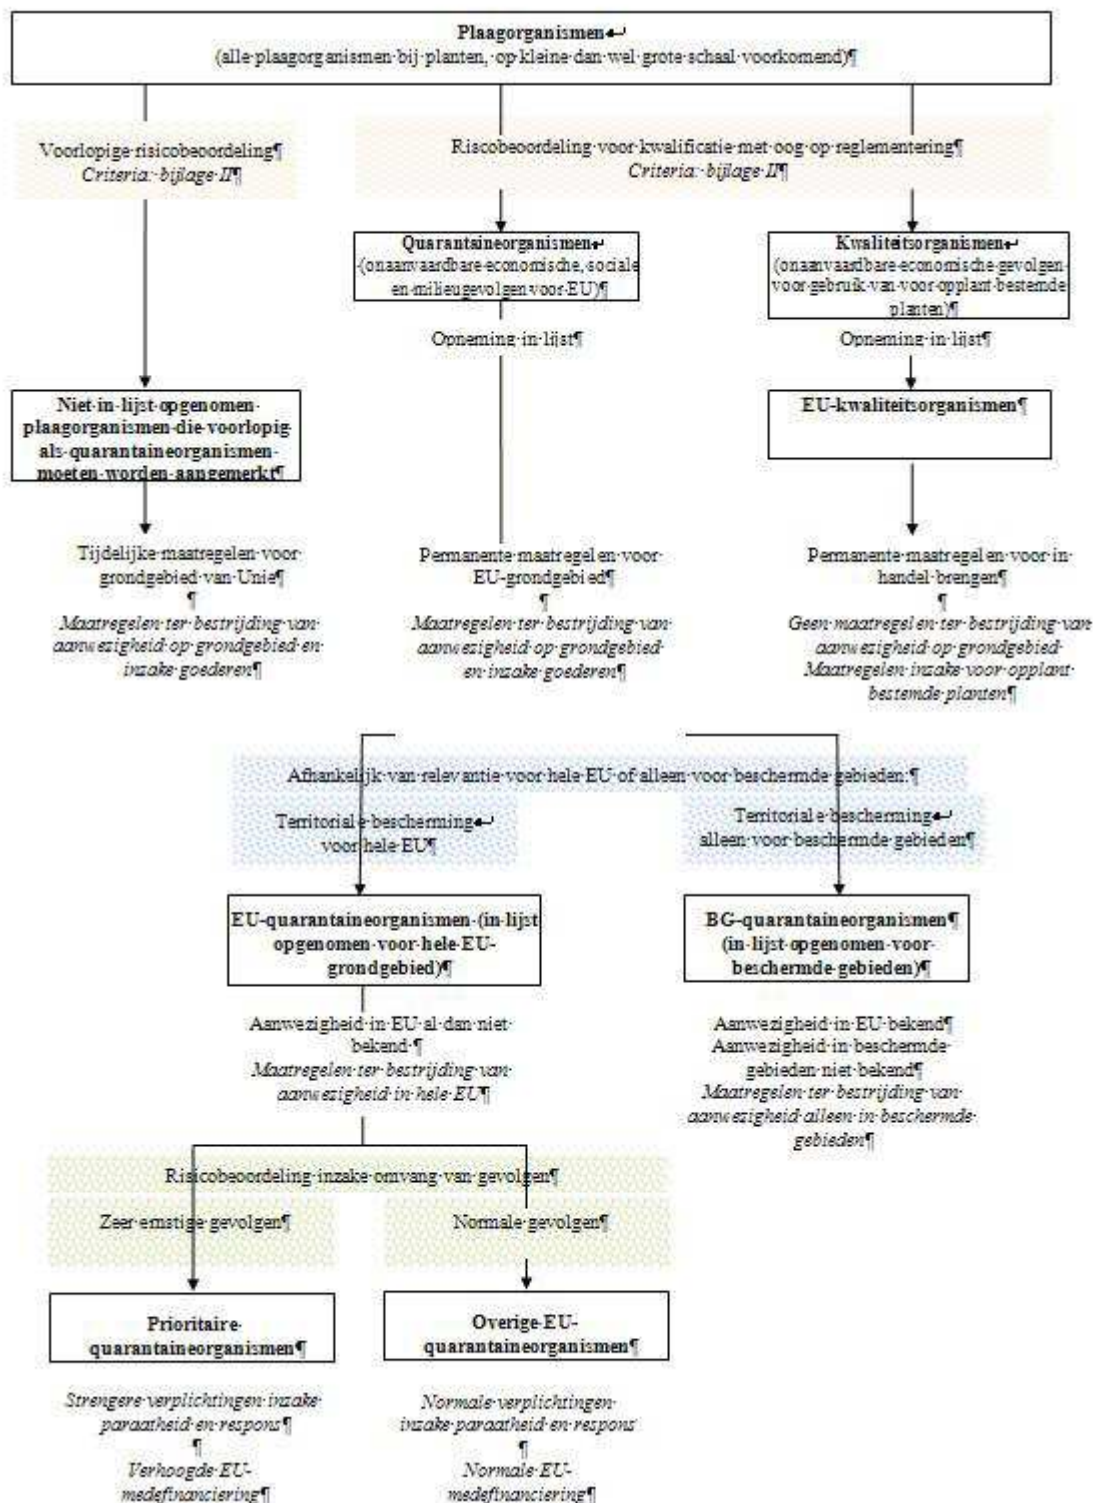 Plaagorganismen↵
(alle·plaagorganismen·bij·planten,·op·kleine·dan·wel·grote·schaal·voorkomend)¶
Voorlopige·risicobeoordeling¶
Criteria:·bijlage·II¶
Riscobeoordeling·voor·kwalificatie·met·oog·op·reglementering¶
Criteria:·bijlage·II¶
Quarantaineorganismen↵
·(onaanvaardbare·economische,·sociale
en·milieugevolgen·voor·EU)¶
Opneming·in·lijst¶
Kwaliteitsorganismen↵
(onaanvaardbare·economische·gevolgen·
voor·gebruik·van·voor·opplant·bestemde·
planten)¶
Opneming·in·lijst¶
Niet·in·lijst·opgenomen·
plaagorganismen·die·voorlopig·
als·quarantaineorganismen·
moeten·worden·aangemerkt¶
EU-kwaliteitsorganismen¶
Tijdelijke·maatregelen·voor·
grondgebied·van·Unie¶
¶
Maatregelen·ter·bestrijding·van·
aanwezigheid·op·grondgebied·en·
inzake·goederen¶
Permanente·maatregelen·voor·
EU-grondgebied¶
¶
Maatregelen·ter·bestrijding·van·
aanwezigheid·op·grondgebied·
en·inzake·goederen¶
Permanente·maatregelen·voor·in·
handel·brengen¶
¶
Geen·maatregelen·ter·bestrijding·van·
aanwezigheid·op·grondgebied·
Maatregelen·inzake·voor·opplant·
bestemde·planten¶
Afhankelijk·van·relevantie·voor·hele·EU·of·alleen·voor·beschermde·gebieden:¶
Territoriale·bescherming↵
voor·hele·EU¶
Territoriale·bescherming↵
alleen·voor·beschermde·gebieden¶
EU-quarantaineorganismen·(in·lijst·
opgenomen·voor·hele·EU-
grondgebied)¶
BG-quarantaineorganismen¶
(in·lijst·opgenomen·voor·
beschermde·gebieden)¶
Aanwezigheid·in·EU·al·dan·niet·
bekend·¶
Maatregelen·ter·bestrijding·van·
aanwezigheid·in·hele·EU¶
Aanwezigheid·in·EU·bekend¶
Aanwezigheid·in·beschermde·
gebieden·niet·bekend¶
Maatregelen·ter·bestrijding·van·
aanwezigheid·alleen·in·beschermde·
gebieden¶
Risicobeoordeling·inzake·omvang·van·gevolgen¶
Zeer·ernstige·gevolgen¶
Normale·gevolgen¶
Prioritaire·
quarantaineorganismen¶
Overige·EU-
quarantaineorganismen¶
Strengere·verplichtingen·inzake·
paraatheid·en·respons¶
¶
Verhoogde·EU-
medefinanciering¶
Normale·verplichtingen·
inzake·paraatheid·en·respons
¶
Normale·EU-
medefinanciering¶